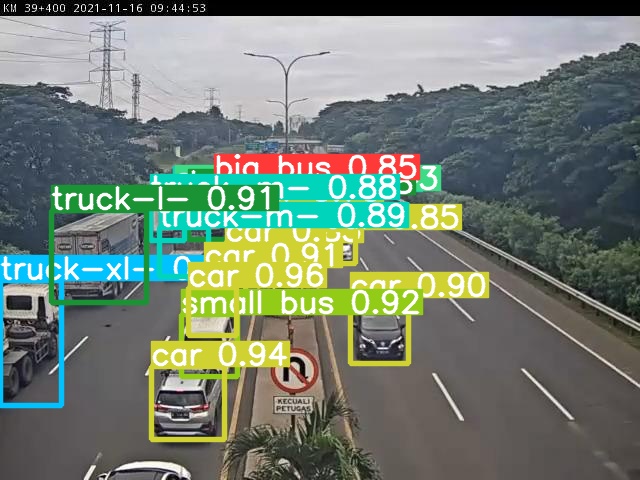 KM 39+400 2021-11-16 09:44:53
big bus 0.85
truck-m- 0.88
truck-l- 0.91
truck-m- 0.89
.85
car 0.91
truck-xl-
car 0.96
car 0.90
small bus 0.92
car 0.94
KECUALI
PETUGAS